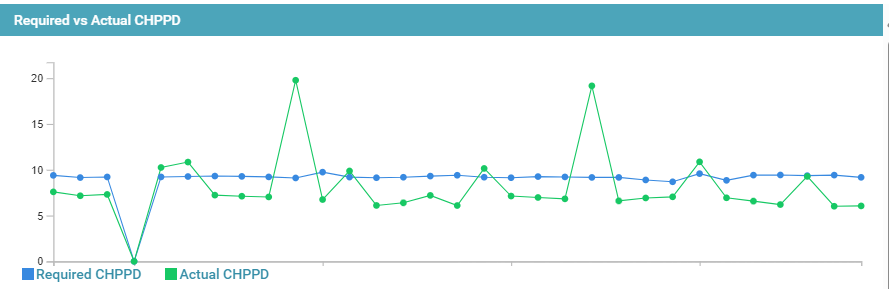 Required vs Actual CHPPD
20
15
10
5
0
Required CHPPD Actual CHPPD